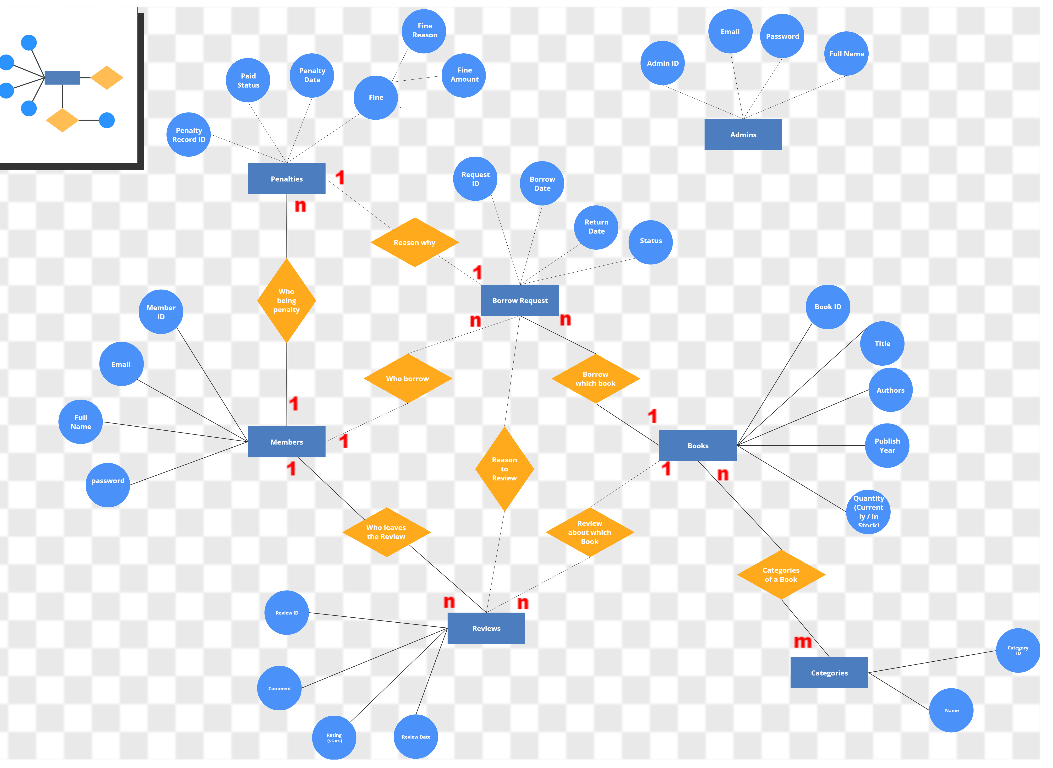 Fine
Reason
Fine
Amount
Penalty
Date
Paid
Status
Fine
Penalty
Record ID
Penalties
1
n
Admin ID
Email
Password
Full Name
Admins
Request
ID
Borrow
Date
Return
Date
Status
Reason why
1
Borrow Request
n
n
Who
being
penalty
Member
ID
Email
Full
Name
password
1
Members
1
1
Who borrow
Borrow
which book
1
Books
1
n
Book ID
Title
Authors
Publish
Year
Quantity
(Current
ly / In
Stock)
Reason
to
Review
Who leaves
the Review
Review
about which
Book
Categories
of a Book
n
n
Reviews
Review ID
Comment
Rating
(stars)
Review Date
m
Categories
Category
ID
Name